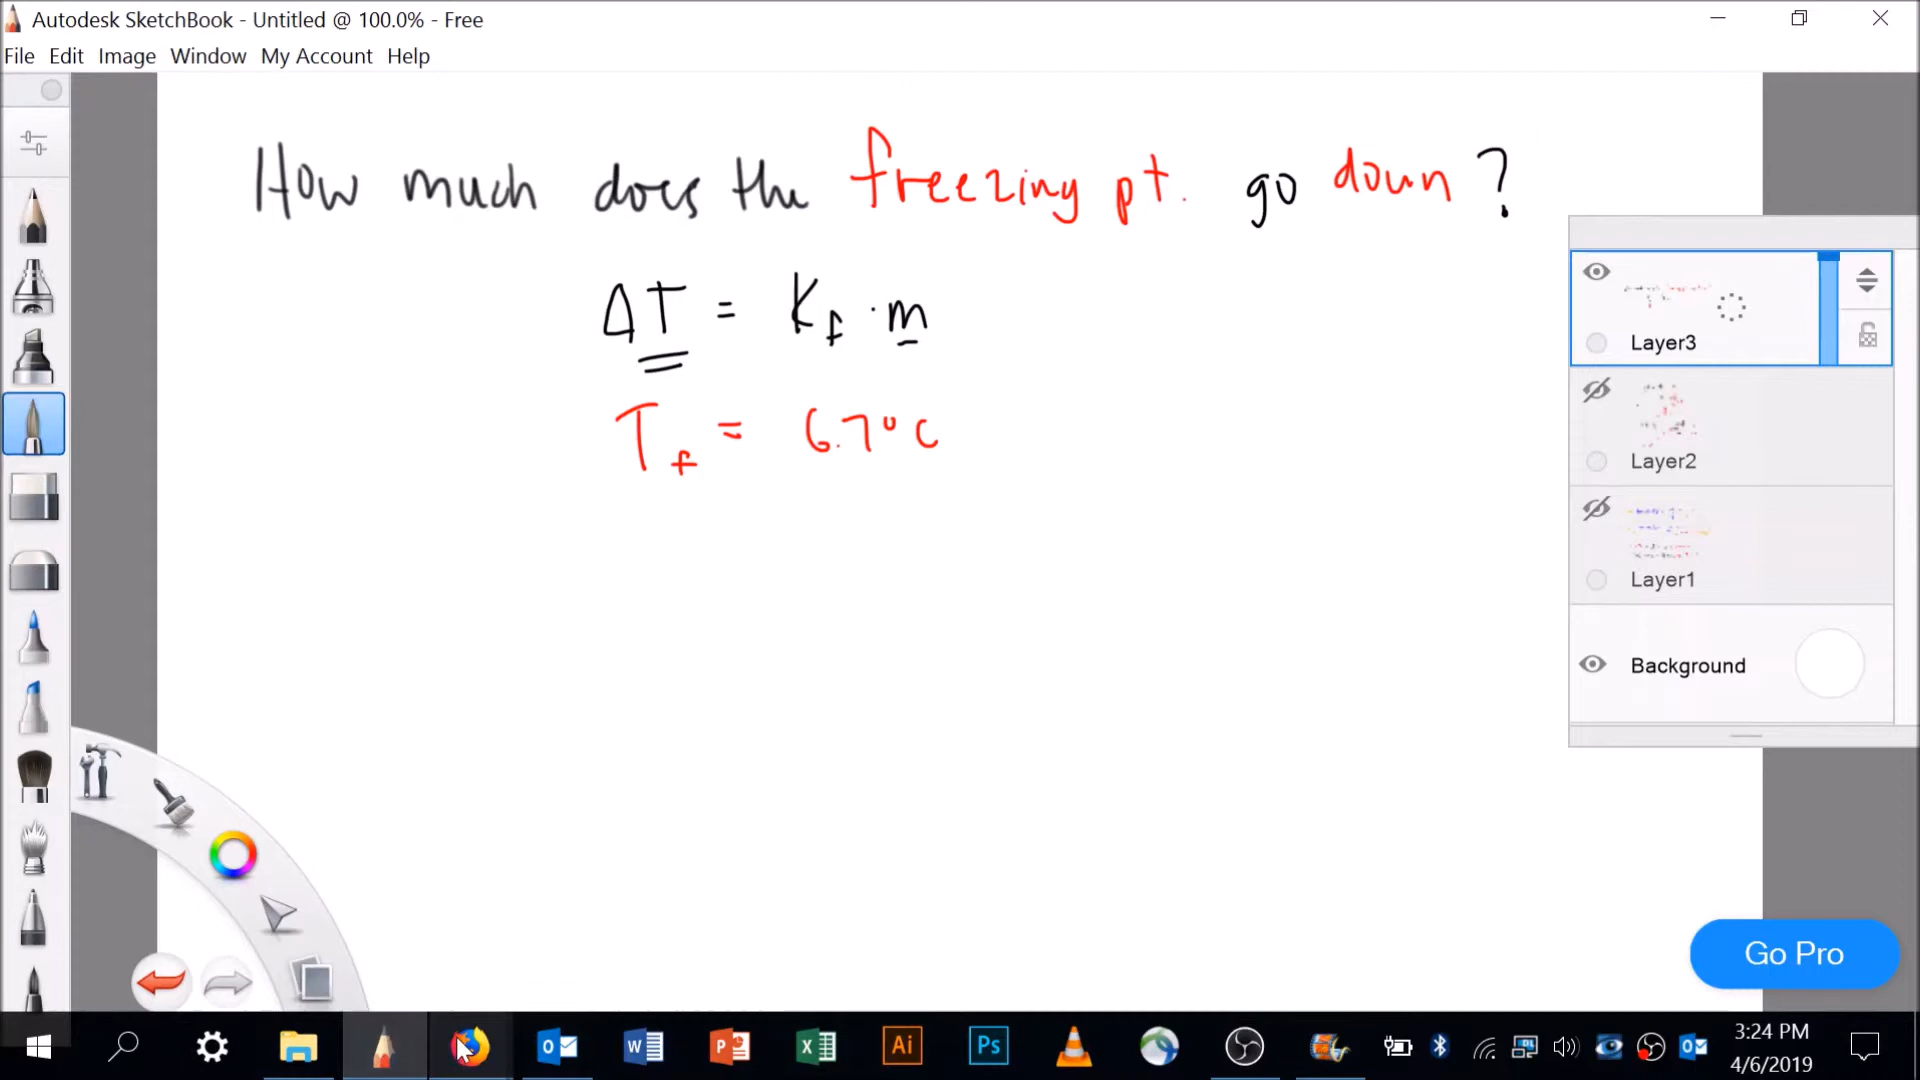 Autodesk SketchBook - Untitled @ 100.0% - Free
File Edit Image Window My Account Help
How much does the freezing pt. go down?
ΔT = Kf · m
Tf = 6.7°C
Layer3
Layer2
Layer1
Background
Go Pro
3:24 PM
4/6/2019